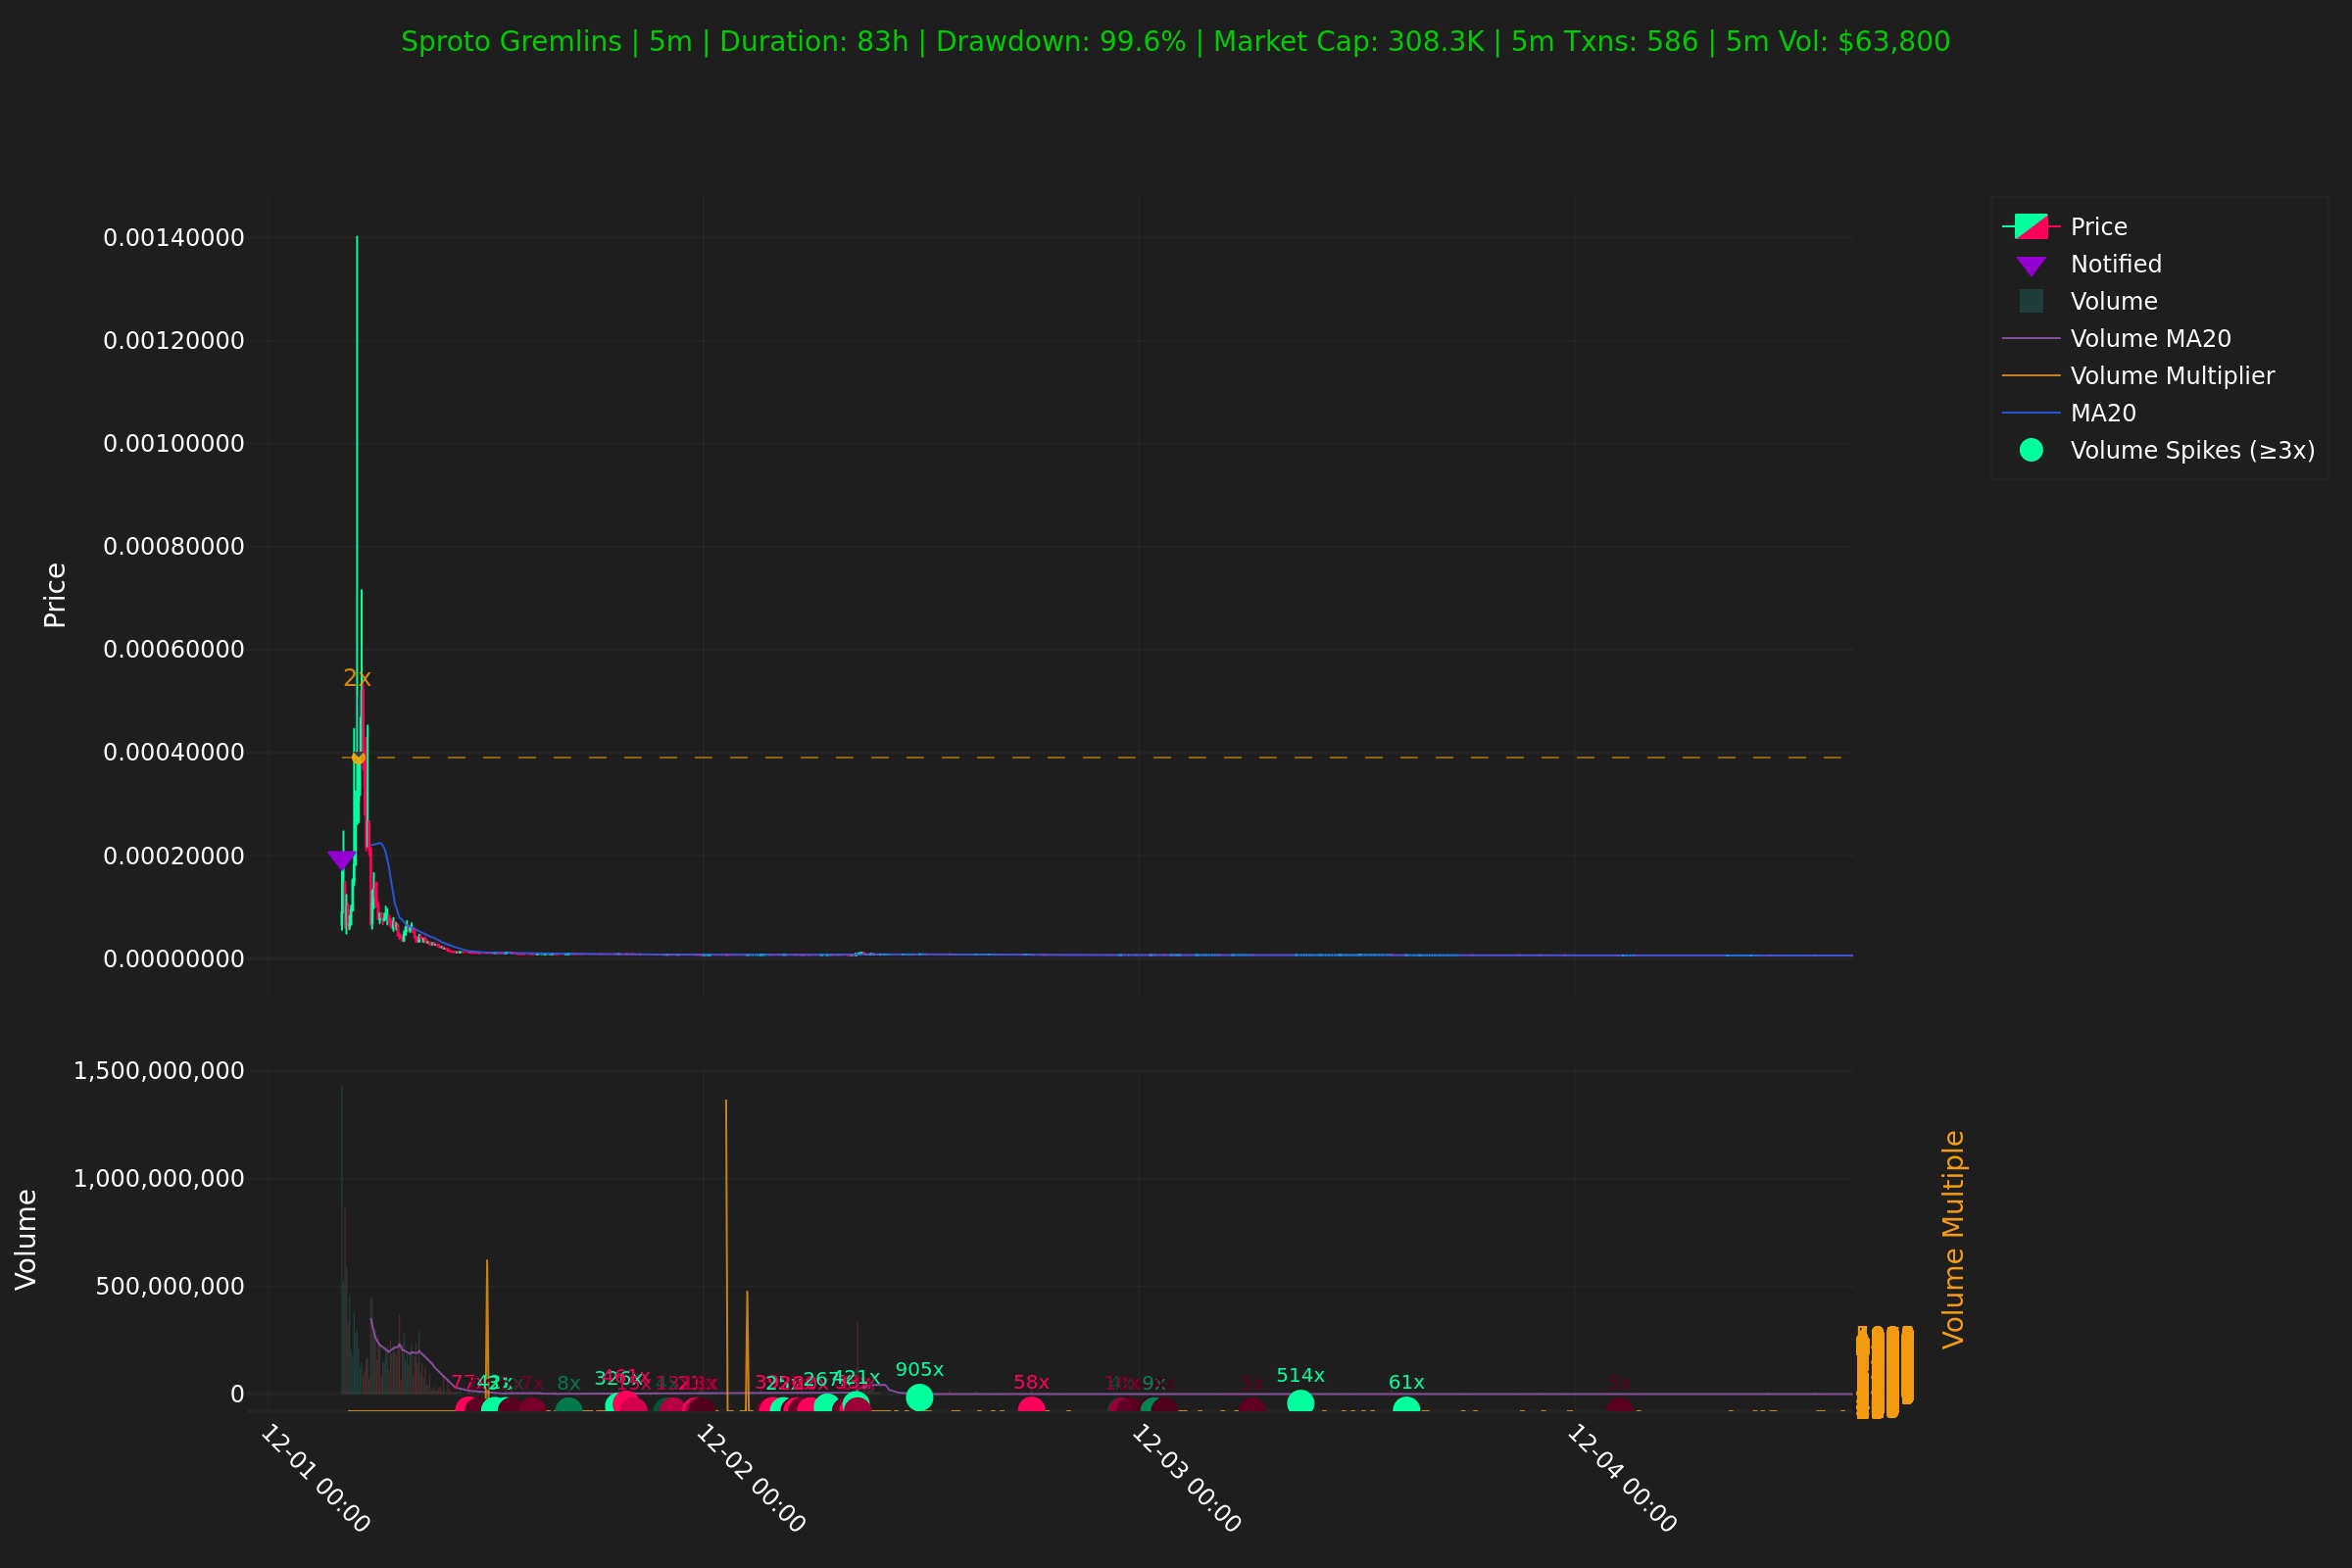 Sproto Gremlins | 5m | Duration: 83h | Drawdown: 99.6% | Market Cap: 308.3K | 5m Txns: 586 | 5m Vol: $63,800
Price
Notified
Volume
Volume MA20
Volume Multiplier
MA20
Volume Spikes (≥3x)
Price
0.00140000
0.00120000
0.00100000
0.00080000
0.00060000
0.00040000
0.00020000
0.00000000
2x
Volume
1,500,000,000
1,000,000,000
500,000,000
0
8x
326x
421x
905x
58x
9x
514x
61x
Volume Multiple
12-01 00:00
12-02 00:00
12-03 00:00
12-04 00:00